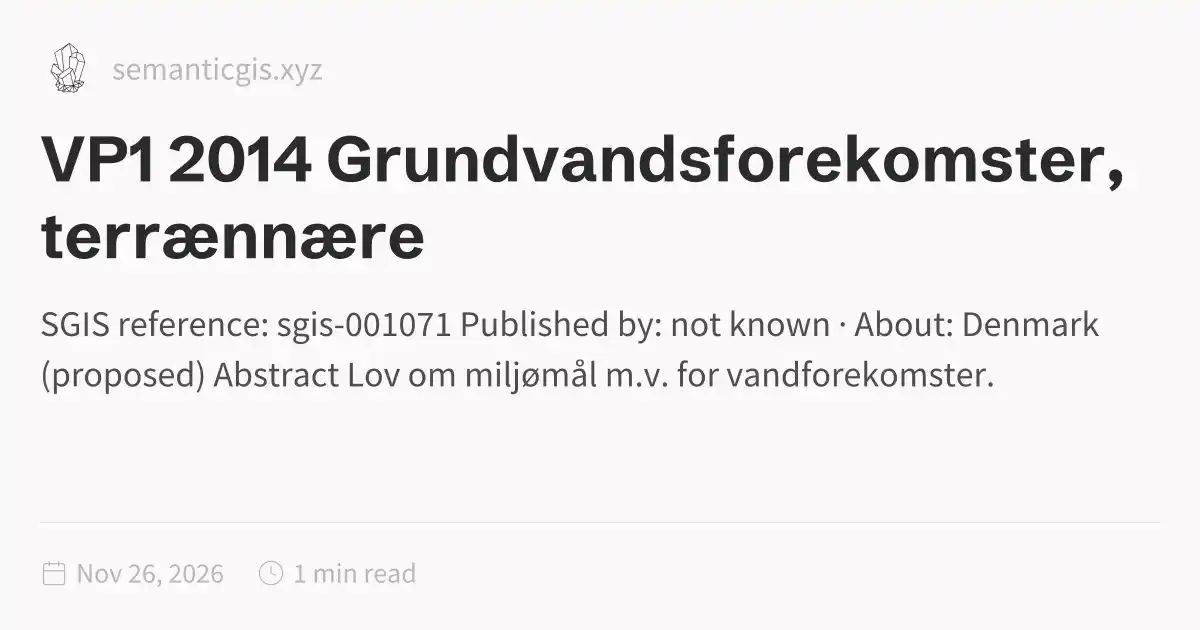 semanticgis.xyz
VP1 2014 Grundvandsforekomster,
terrænnære
SGIS reference: sgis-001071 Published by: not known · About: Denmark
(proposed) Abstract Lov om miljømål m.v. for vandforekomster.
Nov 26, 2026 1 min read